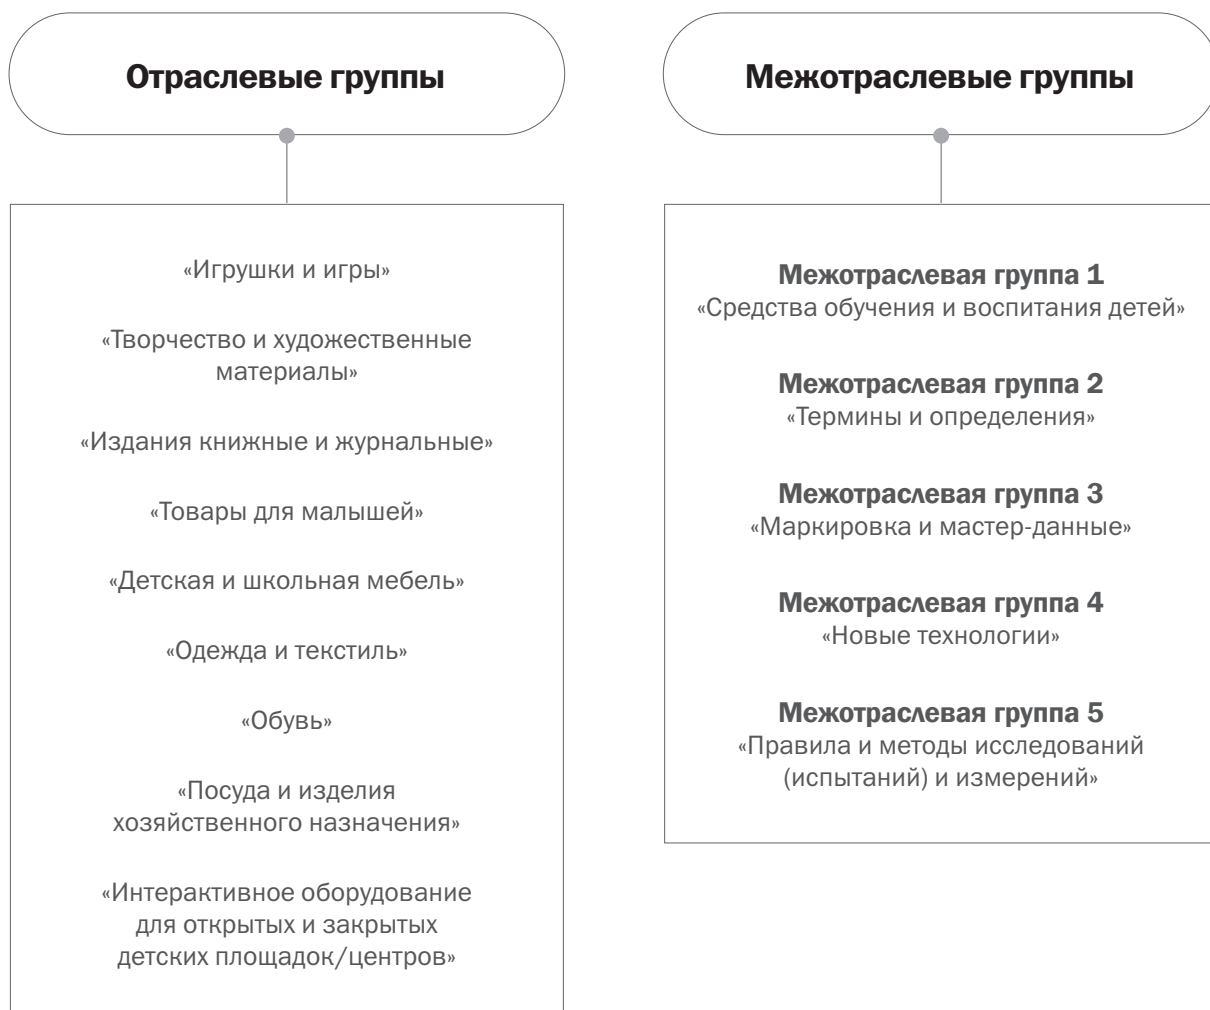 Отраслевые группы
«Игрушки и игры»
«Творчество и художественные
материалы»
«Издания книжные и журнальные»
«Товары для малышей»
«Детская и школьная мебель»
«Одежда и текстиль»
«Обувь»
«Посуда и изделия
хозяйственного назначения»
«Интерактивное оборудование
для открытых и закрытых
детских площадок/центров»
Межотраслевые группы
Межотраслевая группа 1
«Средства обучения и воспитания детей»
Межотраслевая группа 2
«Термины и определения»
Межотраслевая группа 3
«Маркировка и мастер-данные»
Межотраслевая группа 4
«Новые технологии»
Межотраслевая группа 5
«Правила и методы исследований
(испытаний) и измерений»